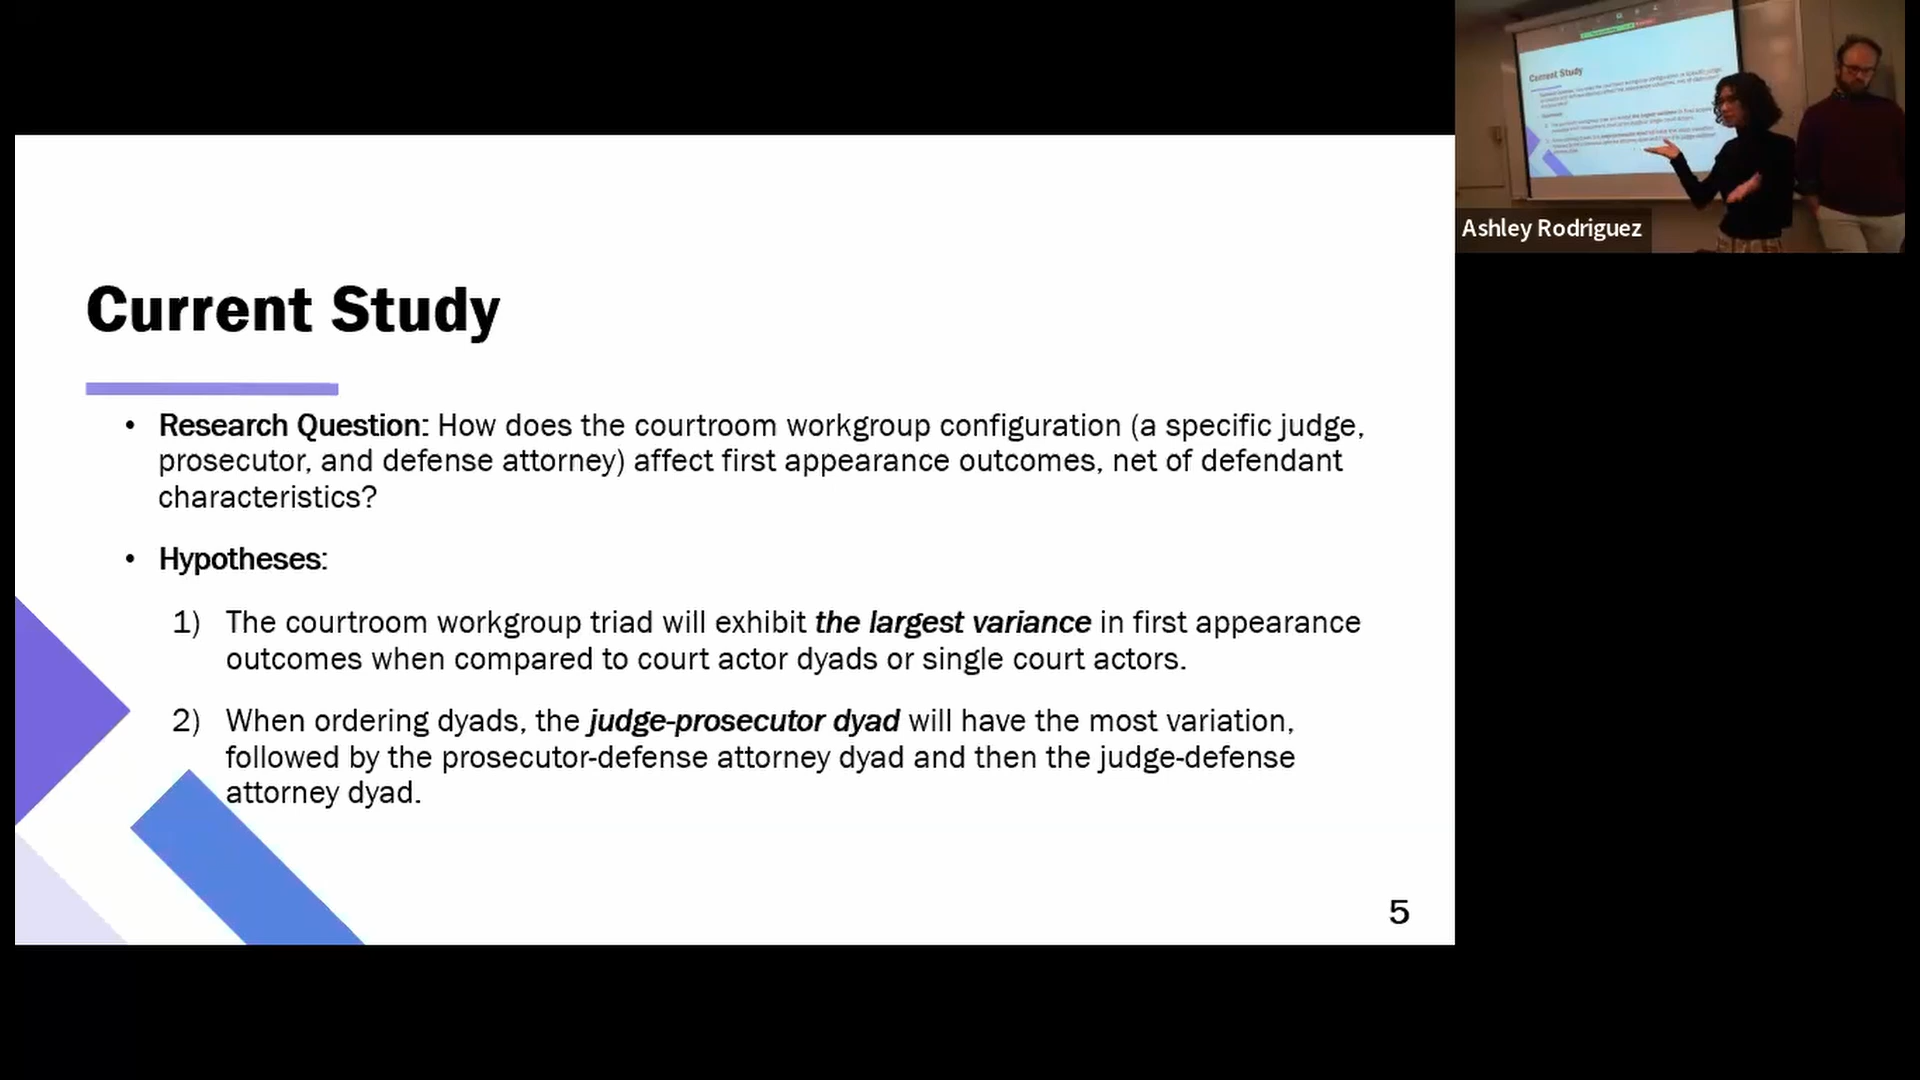 Current Study
• Research Question: How does the courtroom workgroup configuration (a specific judge,
prosecutor, and defense attorney) affect first appearance outcomes, net of defendant
characteristics?
• Hypotheses:
1) The courtroom workgroup triad will exhibit the largest variance in first appearance
outcomes when compared to court actor dyads or single court actors.
2) When ordering dyads, the judge-prosecutor dyad will have the most variation,
followed by the prosecutor-defense attorney dyad and then the judge-defense
attorney dyad.
5
Current Study
Ashley Rodriguez